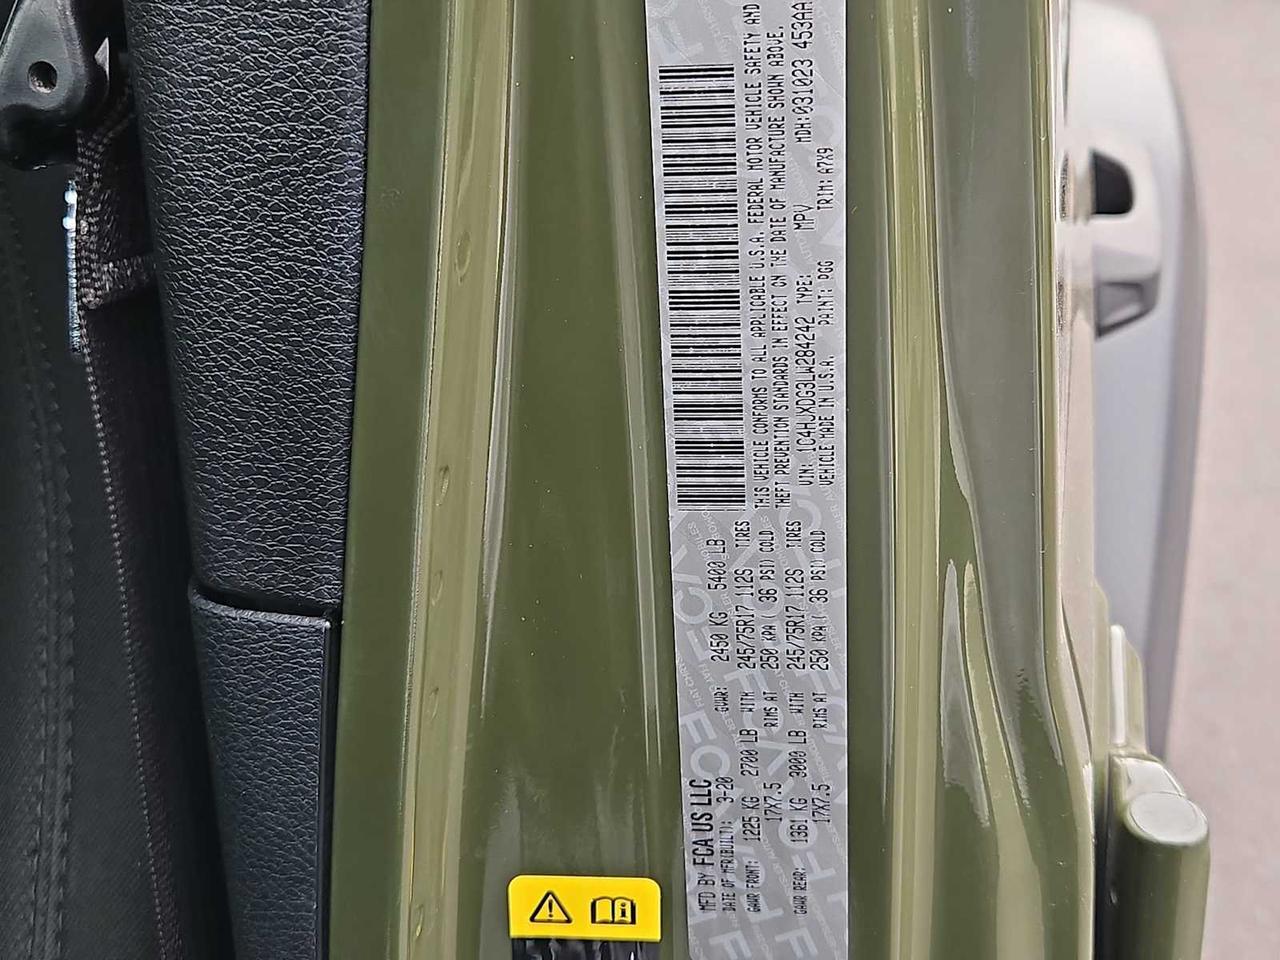 MFD BY FCA US LLC
DATE OF MFR(BUILT): 3-20 GVWR: 2450 KG 5400 LB
GAWR FRONT: 1225 KG 2700 LB WITH 245/75R17 112S TIRES
17X7.5 RIMS AT 250 KPA ( 36 PSI) COLD
GAWR REAR: 1361 KG 3000 LB WITH 245/75R17 112S TIRES
17X7.5 RIMS AT 250 KPA ( 36 PSI) COLD
THIS VEHICLE CONFORMS TO ALL APPLICABLE U.S.A. FEDERAL MOTOR VEHICLE SAFETY AND
THEFT PREVENTION STANDARDS IN EFFECT ON THE DATE OF MANUFACTURE SHOWN ABOVE.
VIN: 1C4HJXDG3LW284242 TYPE: MPV MDH: 031023 453AA
VEHICLE MADE IN U.S.A. PAINT: PGG TRIM: A7X9